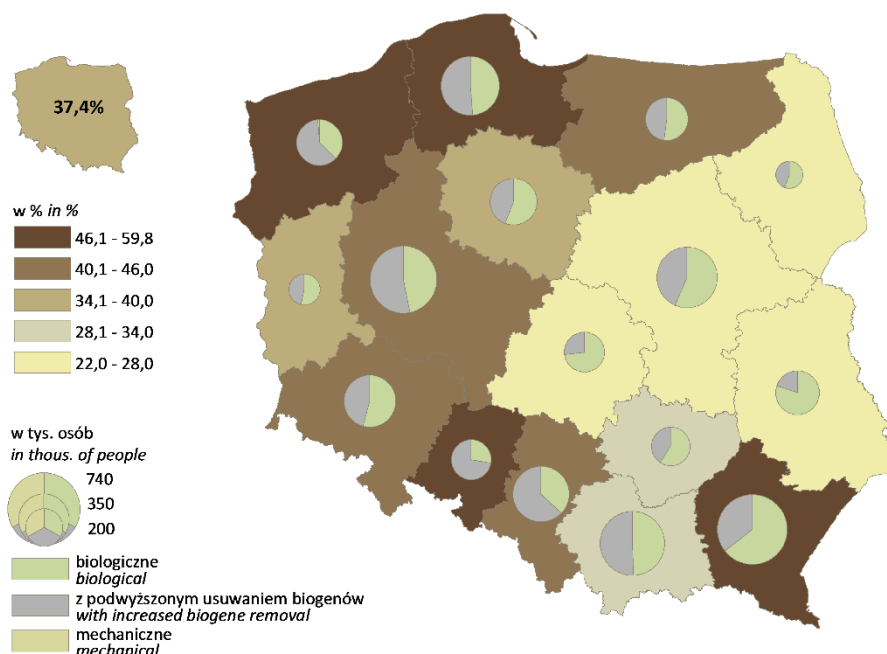 37,4%
w % in %
46,1 - 59,8
40,1 - 46,0
34,1 - 40,0
28,1 - 34,0
22,0 - 28,0
w tys. osób
in thous. of people
740
350
200
biologiczne
biological
z podwyższonym usuwaniem biogenów
with increased biogene removal
mechaniczne
mechanical